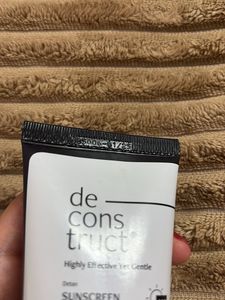 de
cons
truct
Highly Effective Yet Gentle
SUNSCREEN